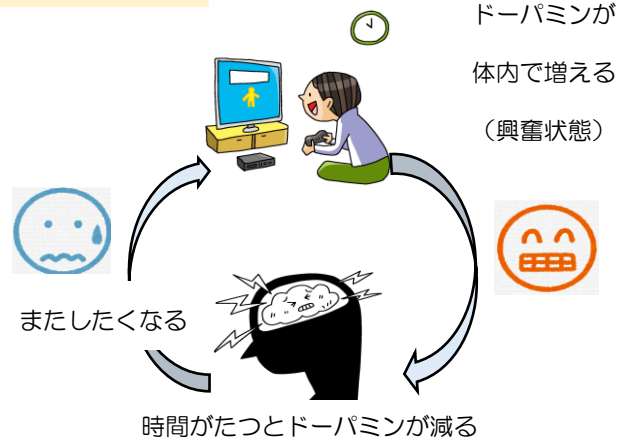 ドーパミンが
体内で増える
（興奮状態）
またしたくなる
時間がたつとドーパミンが減る